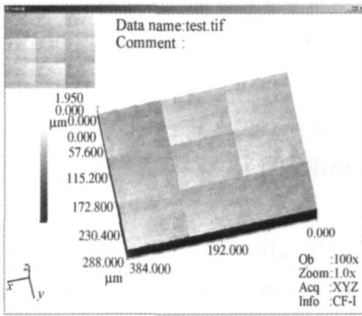 Data name:test.tif
Comment :
1.950
0.000
μm
0.000
0.000
57.600
115.200
172.800
230.400
288.000
μm
384.000
192.000
0.000
z
x
y
Ob :100x
Zoom:1.0x
Acq :XYZ
Info :CF-I